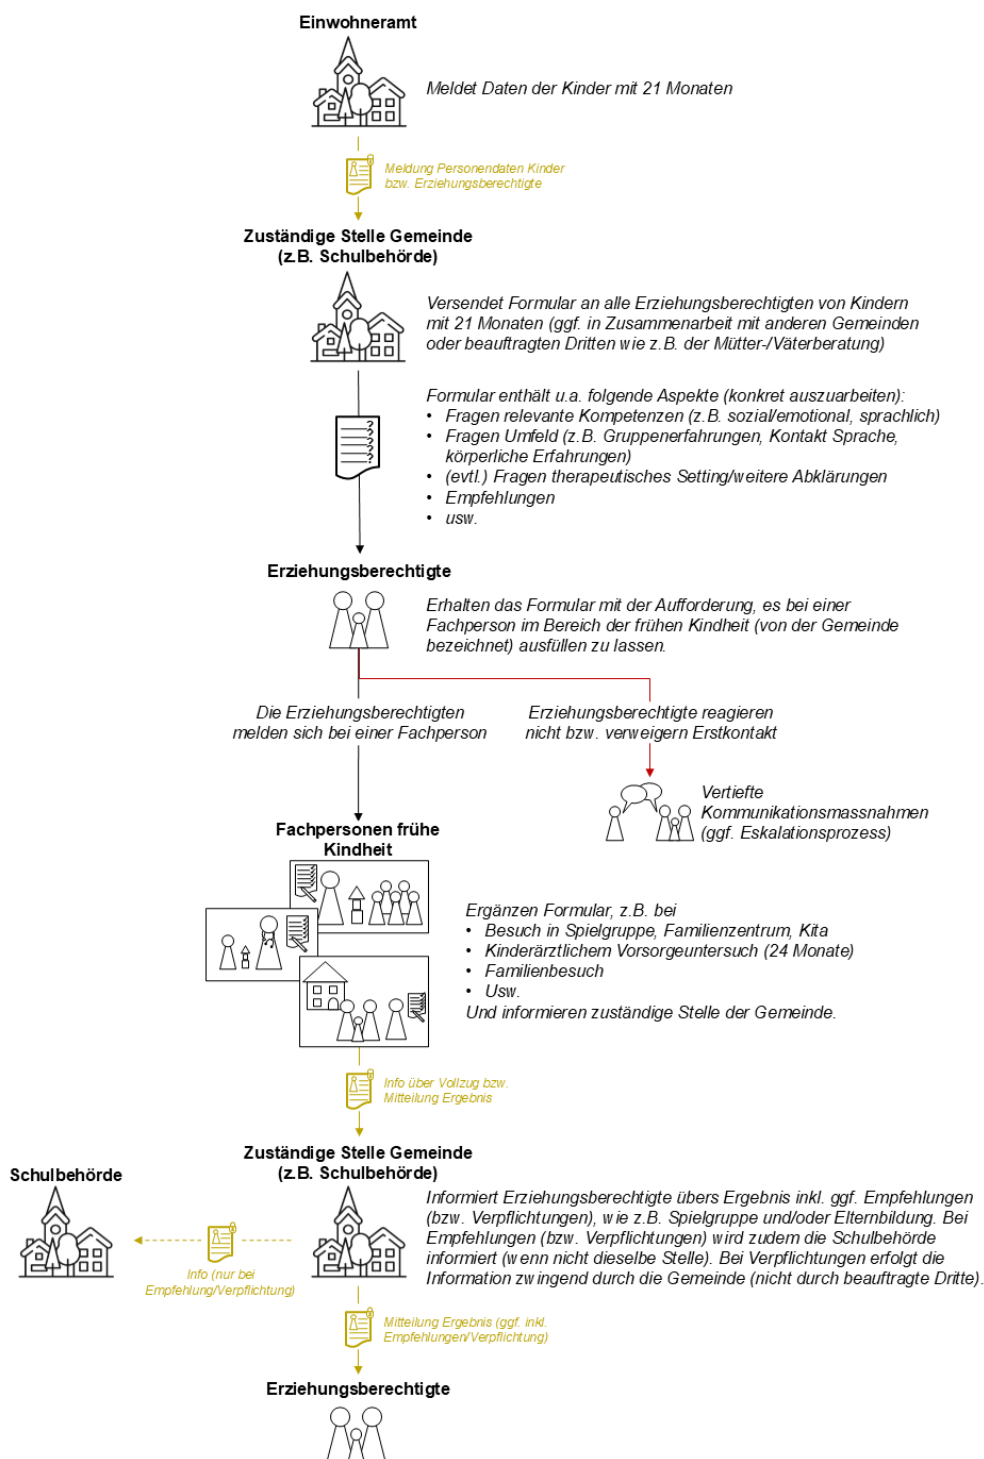 Einwohneramt
Meldet Daten der Kinder mit 21 Monaten
Meldung Personendaten Kinder
bzw. Erziehungsberechtigte
Zuständige Stelle Gemeinde
(z.B. Schulbehörde)
Versendet Formular an alle Erziehungsberechtigten von Kindern
mit 21 Monaten (ggf. in Zusammenarbeit mit anderen Gemeinden
oder beauftragten Dritten wie z.B. der Mütter-/Väterberatung)
Formular enthält u.a. folgende Aspekte (konkret auszuarbeiten):
• Fragen relevante Kompetenzen (z.B. sozial/emotional, sprachlich)
• Fragen Umfeld (z.B. Gruppenerfahrungen, Kontakt Sprache,
körperliche Erfahrungen)
• (evtl.) Fragen therapeutisches Setting/weitere Abklärungen
• Empfehlungen
• usw.
Erziehungsberechtigte
Erhalten das Formular mit der Aufforderung, es bei einer
Fachperson im Bereich der frühen Kindheit (von der Gemeinde
bezeichnet) ausfüllen zu lassen.
Die Erziehungsberechtigten
melden sich bei einer Fachperson
Erziehungsberechtigte reagieren
nicht bzw. verweigern Erstkontakt
Vertiefte
Kommunikationsmassnahmen
(ggf. Eskalationsprozess)
Fachpersonen frühe
Kindheit
Ergänzen Formular, z.B. bei
• Besuch in Spielgruppe, Familienzentrum, Kita
• Kinderärztlichem Vorsorgeuntersuch (24 Monate)
• Familienbesuch
• Usw.
Und informieren zuständige Stelle der Gemeinde.
Info über Vollzug bzw.
Mitteilung Ergebnis
Zuständige Stelle Gemeinde
(z.B. Schulbehörde)
Schulbehörde
Informiert Erziehungsberechtigte übers Ergebnis inkl. ggf. Empfehlungen
(bzw. Verpflichtungen), wie z.B. Spielgruppe und/oder Elternbildung. Bei
Empfehlungen (bzw. Verpflichtungen) wird zudem die Schulbehörde
informiert (wenn nicht dieselbe Stelle). Bei Verpflichtungen erfolgt die
Information zwingend durch die Gemeinde (nicht durch beauftragte Dritte).
Info (nur bei
Empfehlung/Verpflichtung)
Mitteilung Ergebnis (ggf. inkl.
Empfehlungen/Verpflichtung)
Erziehungsberechtigte